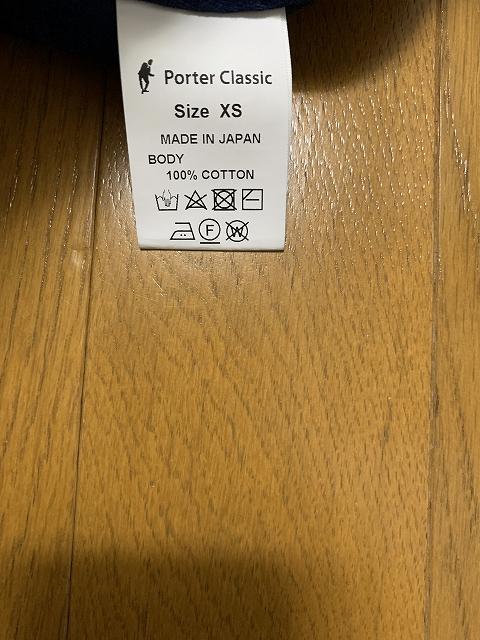 Porter Classic
Size XS
MADE IN JAPAN
BODY
100% COTTON
F
W